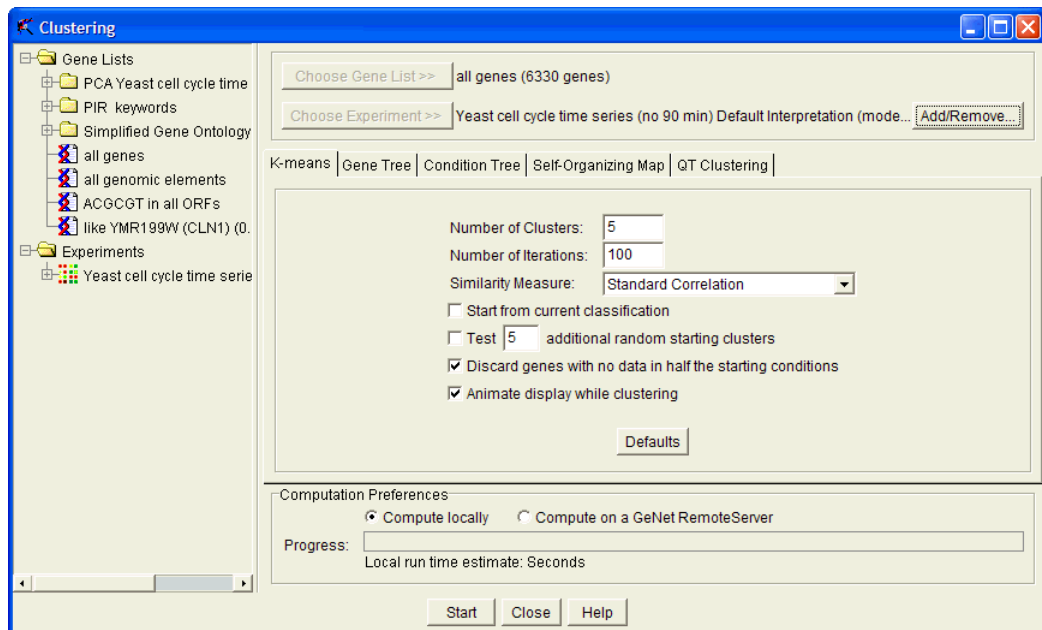 Clustering
Gene Lists
PCA Yeast cell cycle time
PIR keywords
Simplified Gene Ontology
all genes
all genomic elements
ACGCGT in all ORFs
like YMR199W (CLN1) (0.
Experiments
Yeast cell cycle time serie
Choose Gene List >> all genes (6330 genes)
Choose Experiment >> Yeast cell cycle time series (no 90 min) Default Interpretation (mode... Add/Remove...
K-means Gene Tree Condition Tree Self-Organizing Map QT Clustering
Number of Clusters: 5
Number of Iterations: 100
Similarity Measure: Standard Correlation
Start from current classification
Test 5 additional random starting clusters
Discard genes with no data in half the starting conditions
Animate display while clustering
Defaults
Computation Preferences
Compute locally Compute on a GeNet RemoteServer
Progress:
Local run time estimate: Seconds
Start Close Help